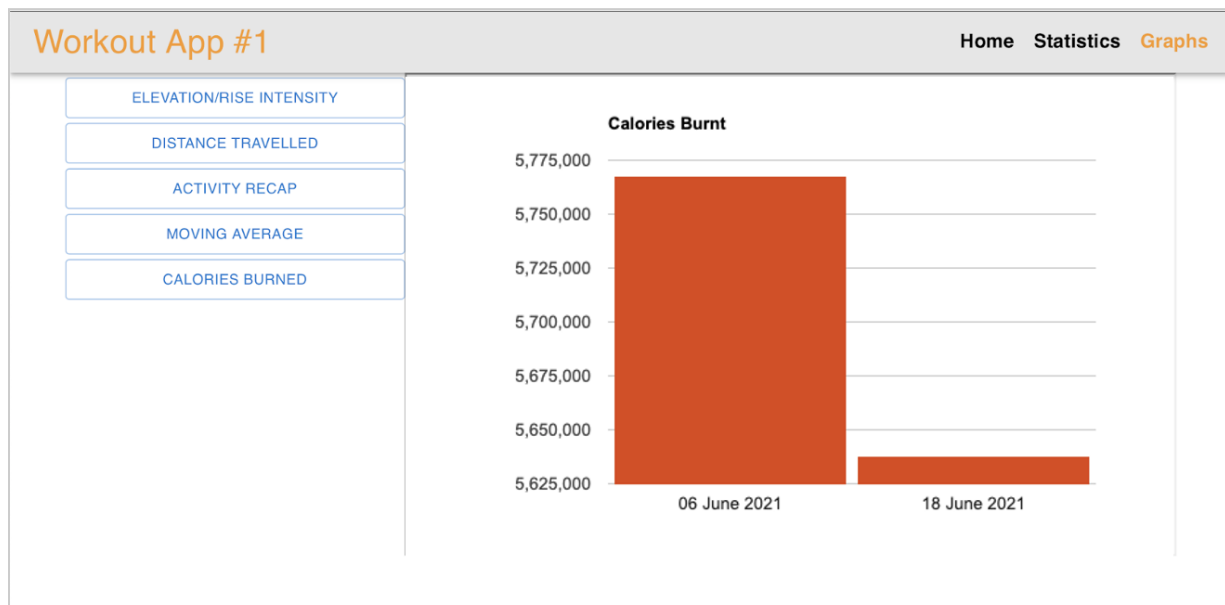 Workout App #1
Home Statistics Graphs
ELEVATION/RISE INTENSITY
DISTANCE TRAVELLED
ACTIVITY RECAP
MOVING AVERAGE
CALORIES BURNED
Calories Burnt
5,775,000
5,750,000
5,725,000
5,700,000
5,675,000
5,650,000
5,625,000
06 June 2021 18 June 2021